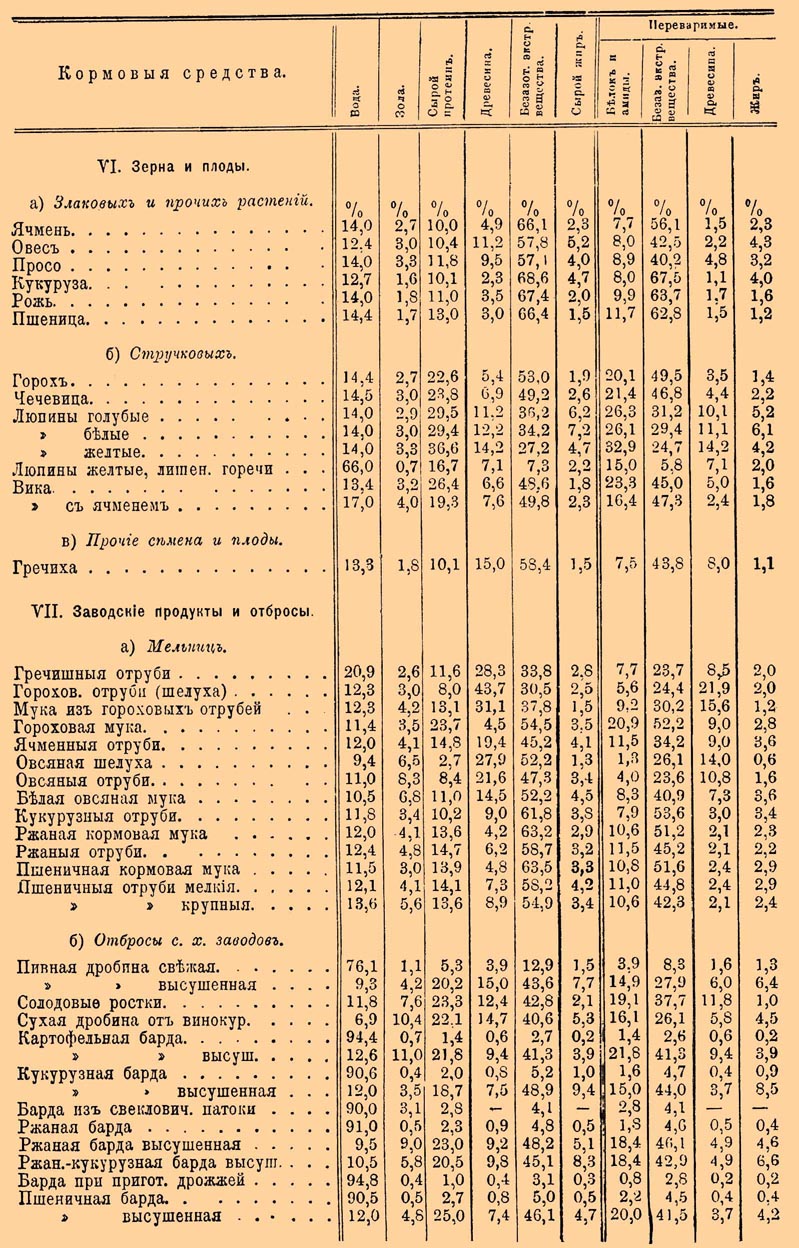 Переваримые.
Кормовыя средства. Вода. Зола. Сырой протеинъ. Древесина. Безазот. экстр. вещества. Сырой жиръ. Бѣлокъ и амиды. Безаз. экстр. вещества. Древесина. Жиръ.
VI. Зерна и плоды.
а) Злаковыхъ и прочихъ растеній. % % % % % % % % % %
Ячмень. 14,0 2,7 10,0 4,9 66,1 2,3 7,7 56,1 1,5 2,3
Овесъ 12,4 3,0 10,4 11,2 57,8 5,2 8,0 42,5 2,2 4,3
Просо 14,0 3,3 11,8 9,5 57,1 4,0 8,9 40,2 4,8 3,2
Кукуруза. 12,7 1,6 10,1 2,3 68,6 4,7 8,0 67,5 1,1 4,0
Рожь. 14,0 1,8 11,0 3,5 67,4 2,0 9,9 63,7 1,7 1,6
Пшеница. 14,4 1,7 13,0 3,0 66,4 1,5 11,7 62,8 1,5 1,2
б) Стручковыхъ.
Горохъ. 14,4 2,7 22,6 5,4 53,0 1,9 20,1 49,5 3,5 1,4
Чечевица. 14,5 3,0 23,8 6,9 49,2 2,6 21,4 46,8 4,4 2,2
Люпины голубые 14,0 2,9 29,5 11,2 36,2 6,2 26,3 31,2 10,1 5,2
» бѣлые 14,0 3,0 29,4 12,2 34,2 7,2 26,1 29,4 11,1 6,1
» желтые. 14,0 3,3 36,6 14,2 27,2 4,7 32,9 24,7 14,2 4,2
Люпины желтые, лишен. горечи 66,0 0,7 16,7 7,1 7,3 2,2 15,0 5,8 7,1 2,0
Вика. 13,4 3,2 26,4 6,6 48,6 1,8 23,3 45,0 5,0 1,6
» съ ячменемъ 17,0 4,0 19,3 7,6 49,8 2,3 16,4 47,3 2,4 1,8
в) Прочіе сѣмена и плоды.
Гречиха 13,3 1,8 10,1 15,0 58,4 1,5 7,5 43,8 8,0 1,1
VII. Заводскіе продукты и отбросы.
а) Мельницъ.
Гречишныя отруби 20,9 2,6 11,6 28,3 33,8 2,8 7,7 23,7 8,5 2,0
Горохов. отруби (шелуха) 12,3 3,0 8,0 43,7 30,5 2,5 5,6 24,4 21,9 2,0
Мука изъ гороховыхъ отрубей 12,3 4,2 13,1 31,1 37,8 1,5 9,2 30,2 15,6 1,2
Гороховая мука. 11,4 3,5 23,7 4,5 54,5 3,5 20,9 52,2 9,0 2,8
Ячменныя отруби. 12,0 4,1 14,8 19,4 45,2 4,1 11,5 34,2 9,0 3,6
Овсяная шелуха 9,4 6,5 2,7 27,9 52,2 1,3 1,3 26,1 14,0 0,6
Овсяныя отруби. 11,0 8,3 8,4 21,6 47,3 3,4 4,0 23,6 10,8 1,6
Бѣлая овсяная мука 10,5 6,8 11,0 14,5 52,2 4,5 8,3 40,9 7,3 3,6
Кукурузныя отруби. 11,8 3,4 10,2 9,0 61,8 3,8 7,9 53,6 3,0 3,4
Ржаная кормовая мука 12,0 4,1 13,6 4,2 63,2 2,9 10,6 51,2 2,1 2,3
Ржаныя отруби. 12,4 4,8 14,7 6,2 58,7 3,2 11,5 45,2 2,1 2,2
Пшеничная кормовая мука 11,5 3,0 13,9 4,8 63,5 3,3 10,8 51,6 2,4 2,9
Пшеничныя отруби мелкія. 12,1 4,1 14,1 7,3 58,2 4,2 11,0 44,8 2,4 2,9
» » крупныя. 13,6 5,6 13,6 8,9 54,9 3,4 10,6 42,3 2,1 2,4
б) Отбросы с. х. заводовъ.
Пивная дробина свѣжая. 76,1 1,1 5,3 3,9 12,9 1,5 3,9 8,3 1,6 1,3
» » высушенная 9,3 4,2 20,2 15,0 43,6 7,7 14,9 27,9 6,0 6,4
Солодовые ростки. 11,8 7,6 23,3 12,4 42,8 2,1 19,1 37,7 11,8 1,0
Сухая дробина отъ винокур. 6,9 10,4 22,1 14,7 40,6 5,3 16,1 26,1 5,8 4,5
Картофельная барда. 94,4 0,7 1,4 0,6 2,7 0,2 1,4 2,6 0,6 0,2
» » высуш. 12,6 11,0 21,8 9,4 41,3 3,9 21,8 41,3 9,4 3,9
Кукурузная барда 90,6 0,4 2,0 0,8 5,2 1,0 1,6 4,7 0,4 0,9
» » высушенная 12,0 3,5 18,7 7,5 48,9 9,4 15,0 44,0 3,7 8,5
Барда изъ свеклович. патоки 90,0 3,1 2,8 — 4,1 — 2,8 4,1 — —
Ржаная барда 91,0 0,5 2,3 0,9 4,8 0,5 1,8 4,6 0,5 0,4
Ржаная барда высушенная 9,5 9,0 23,0 9,2 48,2 5,1 18,4 46,1 4,9 4,6
Ржан.-кукурузная барда высуш. 10,5 5,8 20,5 9,8 45,1 8,3 18,4 42,9 4,9 6,6
Барда при пригот. дрожжей 94,8 0,4 1,0 0,4 3,1 0,3 0,8 2,8 0,2 0,2
Пшеничная барда. 90,5 0,5 2,7 0,8 5,0 0,5 2,2 4,5 0,4 0,4
» высушенная 12,0 4,8 25,0 7,4 46,1 4,7 20,0 41,5 3,7 4,2